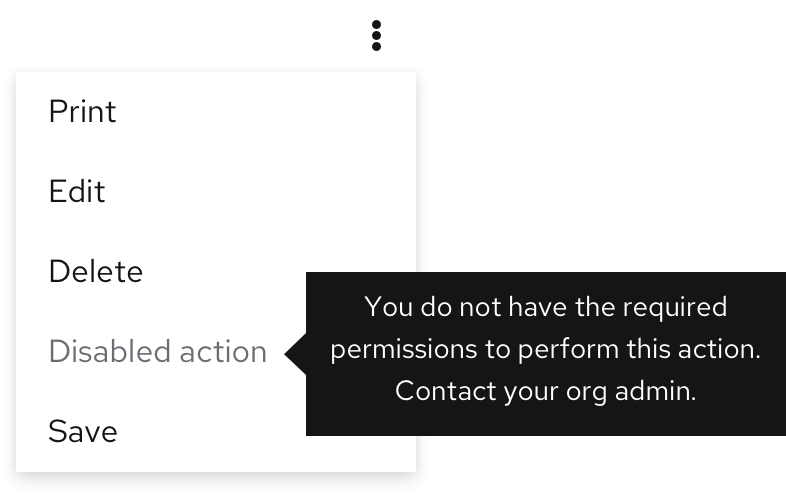 Print
Edit
Delete
Disabled action
You do not have the required
permissions to perform this action.
Contact your org admin.
Save